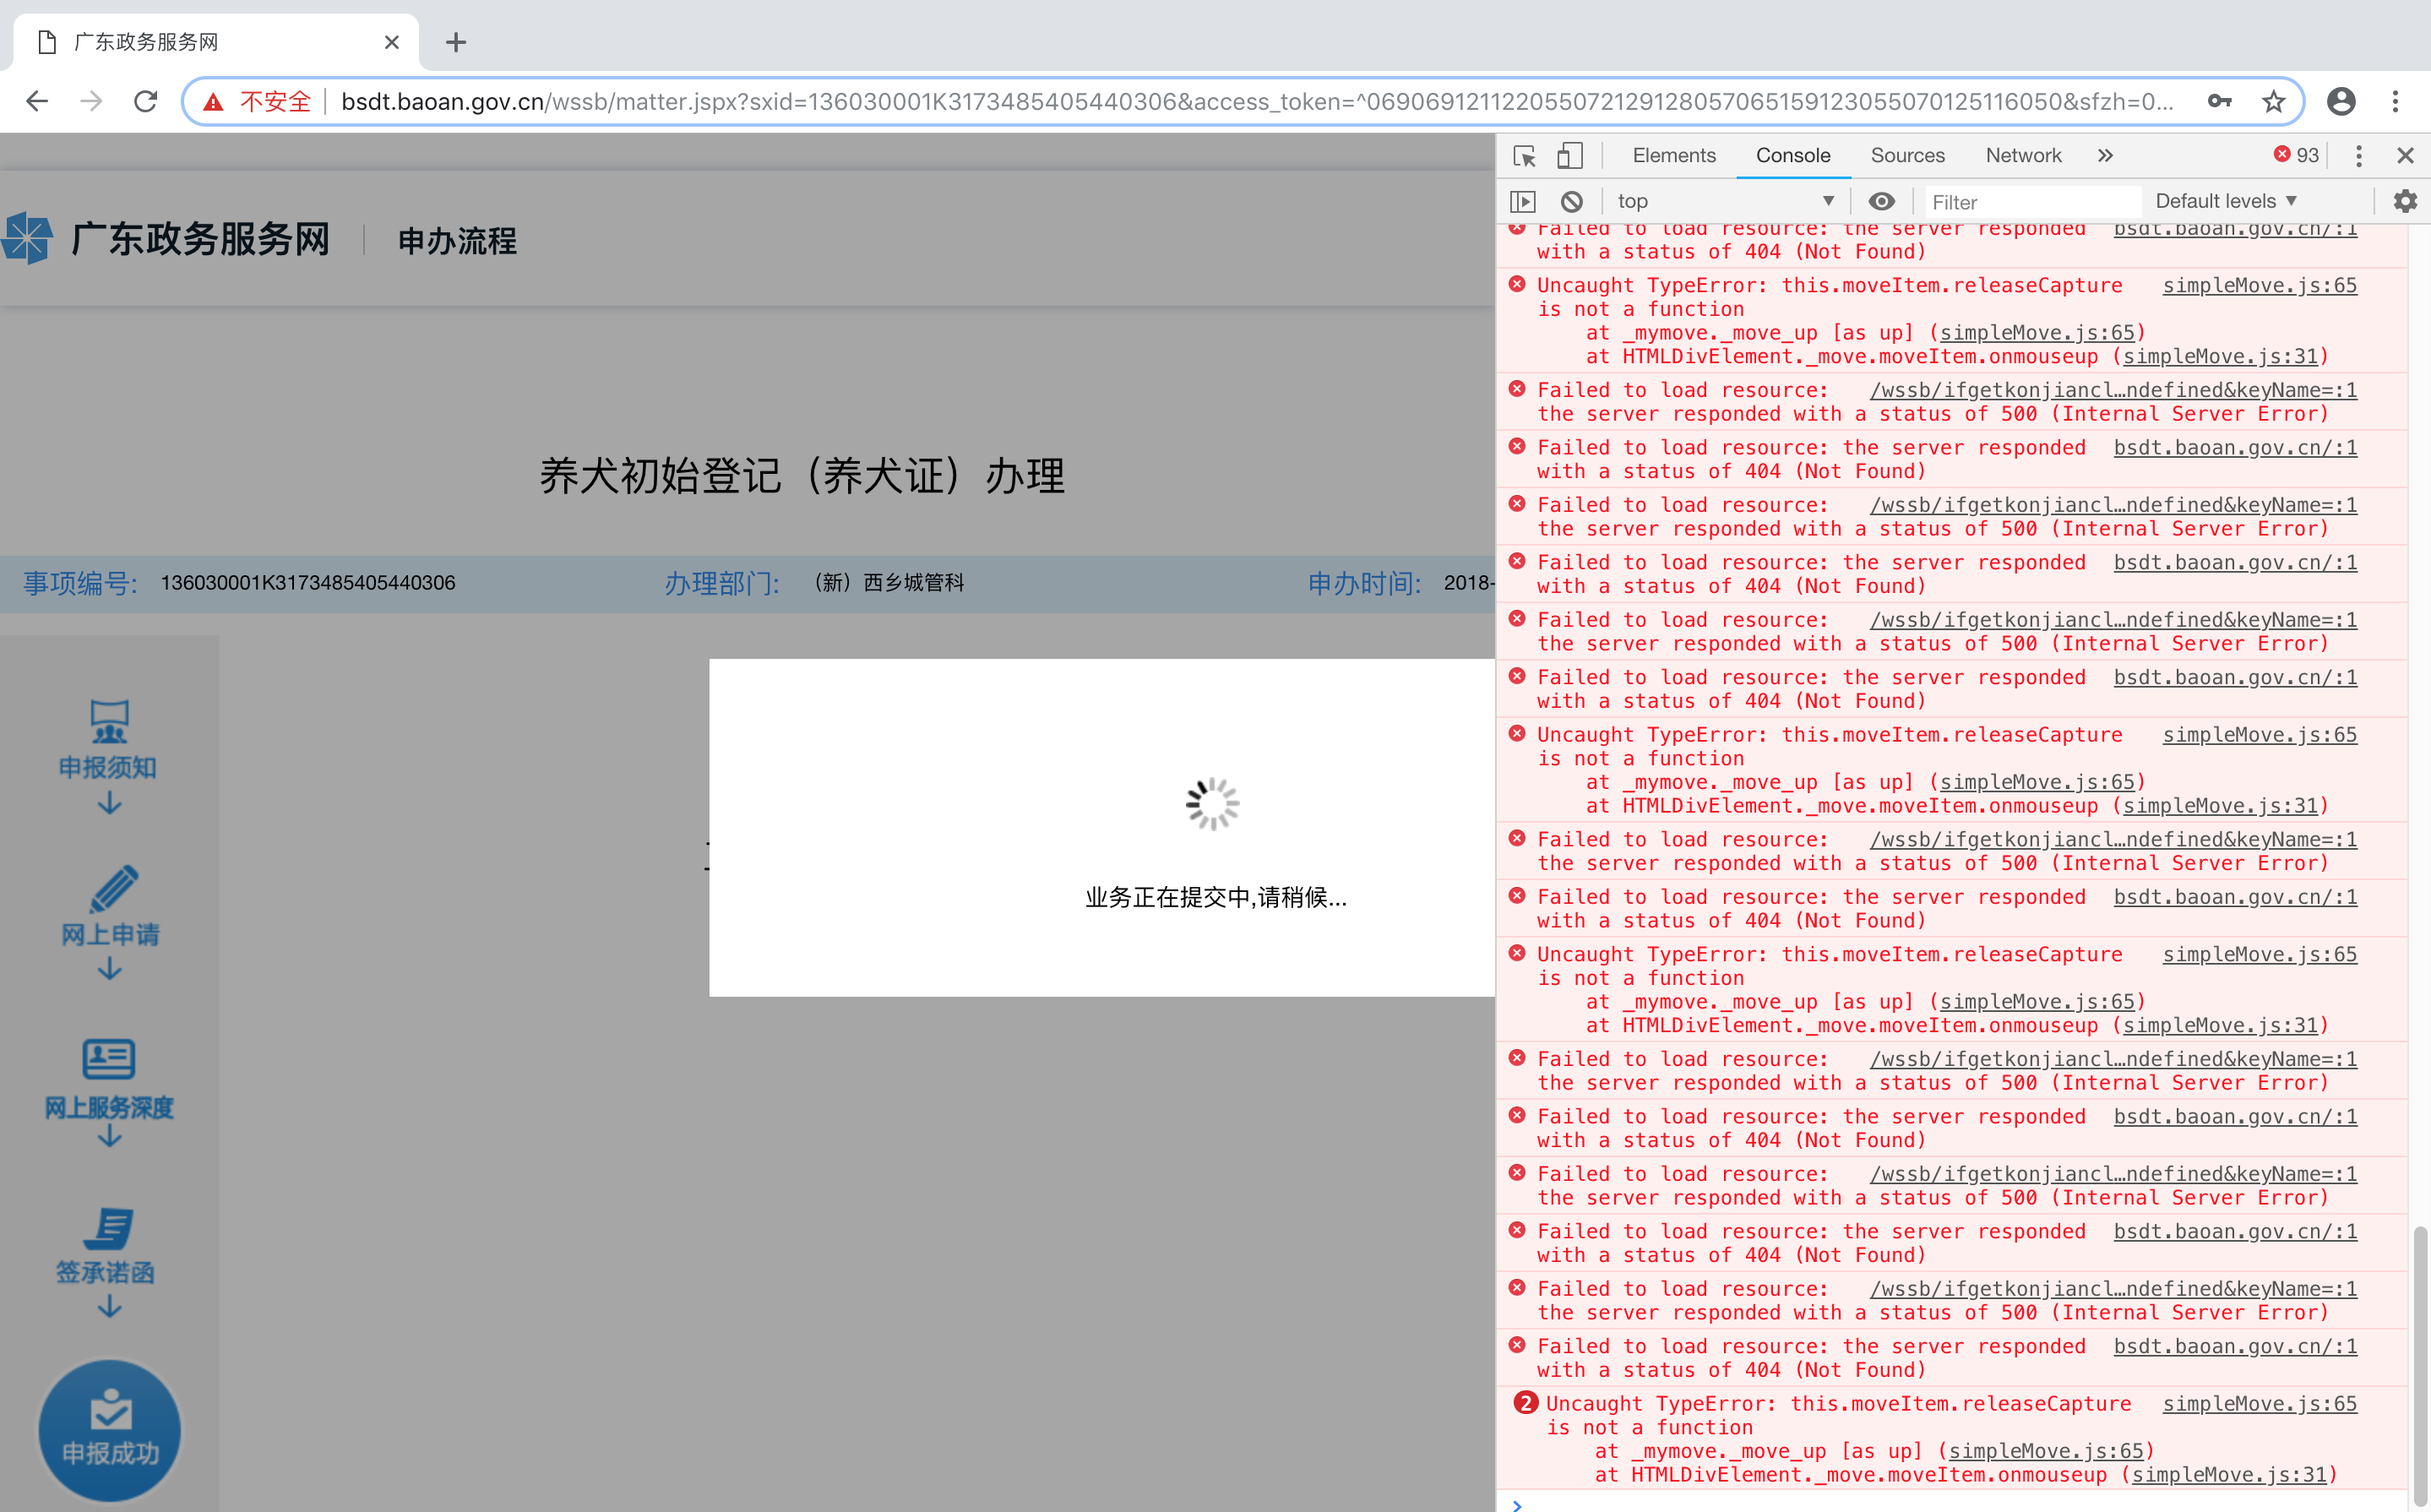 广东政务服务网
不安全 bsdt.baoan.gov.cn/wssb/matter.jspx?sxid=136030001K3173485405440306&access_token=^06906912112205507212912805706515912305507012511​6050&sfzh=0...
Elements Console Sources Network 93
top Filter Default levels
广东政务服务网 申办流程
养犬初始登记（养犬证）办理
事项编号: 136030001K3173485405440306 办理部门: （新）西乡城管科 申办时间: 2018-
申报须知
网上申请
网上服务深度
签承诺函
申报成功
业务正在提交中,请稍候...
Failed to load resource: the server responded bsdt.baoan.gov.cn/:1
with a status of 404 (Not Found)
Uncaught TypeError: this.moveItem.releaseCapture simpleMove.js:65
is not a function
at _mymove._move_up [as up] (simpleMove.js:65)
at HTMLDivElement._move.moveItem.onmouseup (simpleMove.js:31)
Failed to load resource: /wssb/ifgetkonjiancl…ndefined&keyName=:1
the server responded with a status of 500 (Internal Server Error)
Failed to load resource: the server responded bsdt.baoan.gov.cn/:1
with a status of 404 (Not Found)
Failed to load resource: /wssb/ifgetkonjiancl…ndefined&keyName=:1
the server responded with a status of 500 (Internal Server Error)
Failed to load resource: the server responded bsdt.baoan.gov.cn/:1
with a status of 404 (Not Found)
Failed to load resource: /wssb/ifgetkonjiancl…ndefined&keyName=:1
the server responded with a status of 500 (Internal Server Error)
Failed to load resource: the server responded bsdt.baoan.gov.cn/:1
with a status of 404 (Not Found)
Uncaught TypeError: this.moveItem.releaseCapture simpleMove.js:65
is not a function
at _mymove._move_up [as up] (simpleMove.js:65)
at HTMLDivElement._move.moveItem.onmouseup (simpleMove.js:31)
Failed to load resource: /wssb/ifgetkonjiancl…ndefined&keyName=:1
the server responded with a status of 500 (Internal Server Error)
Failed to load resource: the server responded bsdt.baoan.gov.cn/:1
with a status of 404 (Not Found)
Uncaught TypeError: this.moveItem.releaseCapture simpleMove.js:65
is not a function
at _mymove._move_up [as up] (simpleMove.js:65)
at HTMLDivElement._move.moveItem.onmouseup (simpleMove.js:31)
Failed to load resource: /wssb/ifgetkonjiancl…ndefined&keyName=:1
the server responded with a status of 500 (Internal Server Error)
Failed to load resource: the server responded bsdt.baoan.gov.cn/:1
with a status of 404 (Not Found)
Failed to load resource: /wssb/ifgetkonjiancl…ndefined&keyName=:1
the server responded with a status of 500 (Internal Server Error)
Failed to load resource: the server responded bsdt.baoan.gov.cn/:1
with a status of 404 (Not Found)
Failed to load resource: /wssb/ifgetkonjiancl…ndefined&keyName=:1
the server responded with a status of 500 (Internal Server Error)
Failed to load resource: the server responded bsdt.baoan.gov.cn/:1
with a status of 404 (Not Found)
2 Uncaught TypeError: this.moveItem.releaseCapture simpleMove.js:65
is not a function
at _mymove._move_up [as up] (simpleMove.js:65)
at HTMLDivElement._move.moveItem.onmouseup (simpleMove.js:31)